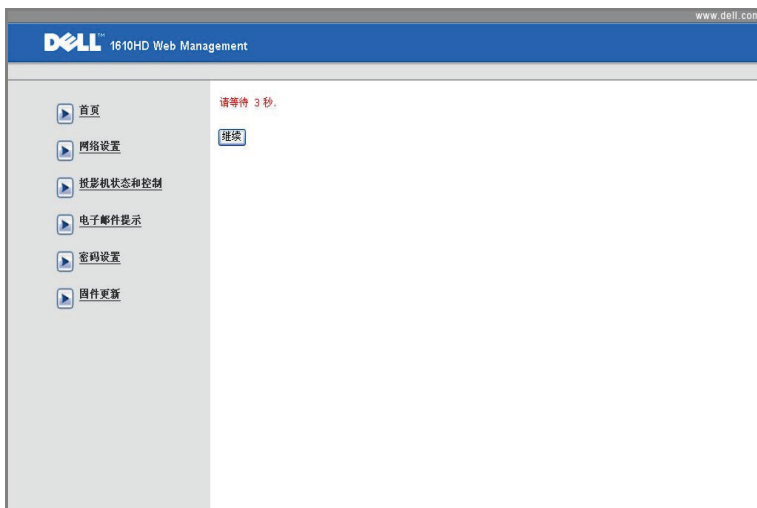 www.dell.com
DELL™ 1610HD Web Management
首页
网络设置
投影机状态和控制
电子邮件提示
密码设置
固件更新
请等待 3 秒.
继续